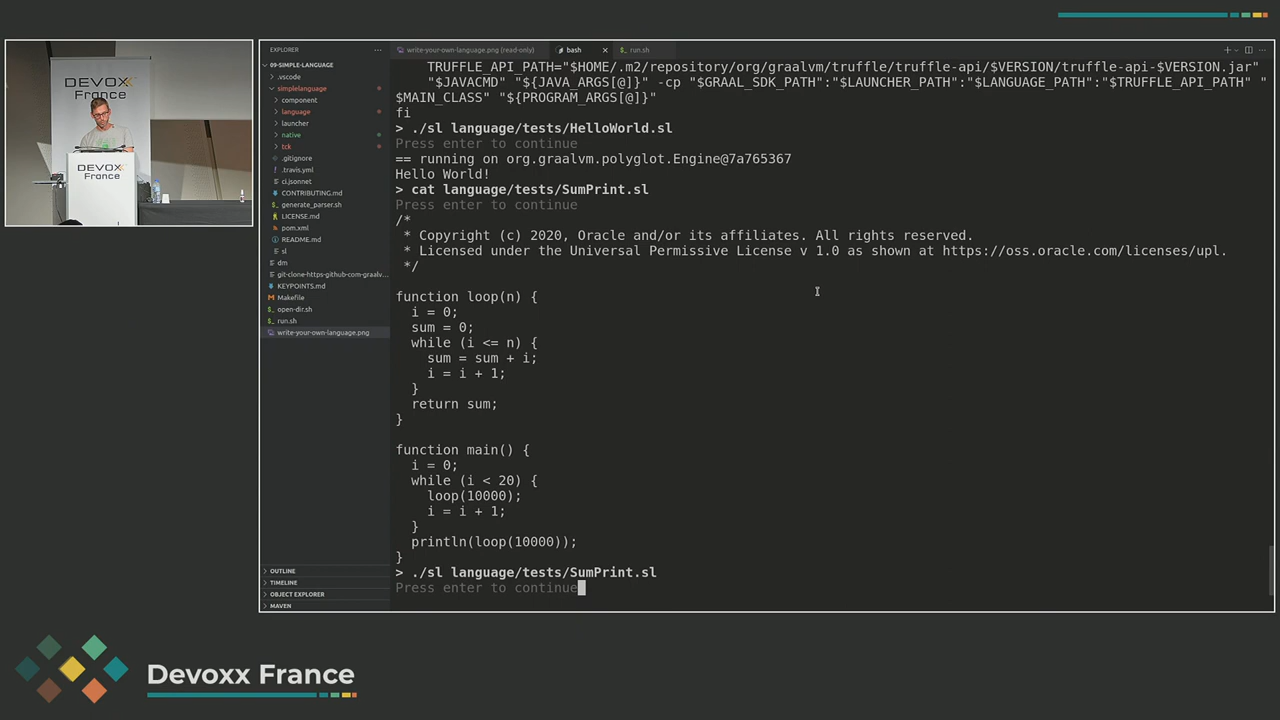 DEVOXX
France
DEVOXX
France
EXPLORER
09-SIMPLE-LANGUAGE
.vscode
simplelanguage
component
language
launcher
native
tck
.gitignore
.travis.yml
ci.jsonnet
CONTRIBUTING.md
generate_parser.sh
LICENSE.md
pom.xml
README.md
sl
dm
git-clone-https-github-com-graalv...
KEYPOINTS.md
Makefile
open-dir.sh
run.sh
write-your-own-language.png
OUTLINE
TIMELINE
OBJECT EXPLORER
MAVEN
write-your-own-language.png (read-only) bash run.sh
TRUFFLE_API_PATH="$HOME/.m2/repository/org/graalvm/truffle/truffle-api/$VERSION/truffle-api-$VERSION.jar"
"$JAVACMD" "${JAVA_ARGS[@]}" -cp "$GRAAL_SDK_PATH":"$LAUNCHER_PATH":"$LANGUAGE_PATH":"$TRUFFLE_API_PATH" "
$MAIN_CLASS" "${PROGRAM_ARGS[@]}"
fi
> ./sl language/tests/HelloWorld.sl
Press enter to continue
== running on org.graalvm.polyglot.Engine@7a765367
Hello World!
> cat language/tests/SumPrint.sl
Press enter to continue
/*
* Copyright (c) 2020, Oracle and/or its affiliates. All rights reserved.
* Licensed under the Universal Permissive License v 1.0 as shown at https://oss.oracle.com/licenses/upl.
*/
function loop(n) {
i = 0;
sum = 0;
while (i <= n) {
sum = sum + i;
i = i + 1;
}
return sum;
}
function main() {
i = 0;
while (i < 20) {
loop(10000);
i = i + 1;
}
println(loop(10000));
}
> ./sl language/tests/SumPrint.sl
Press enter to continue
Devoxx France